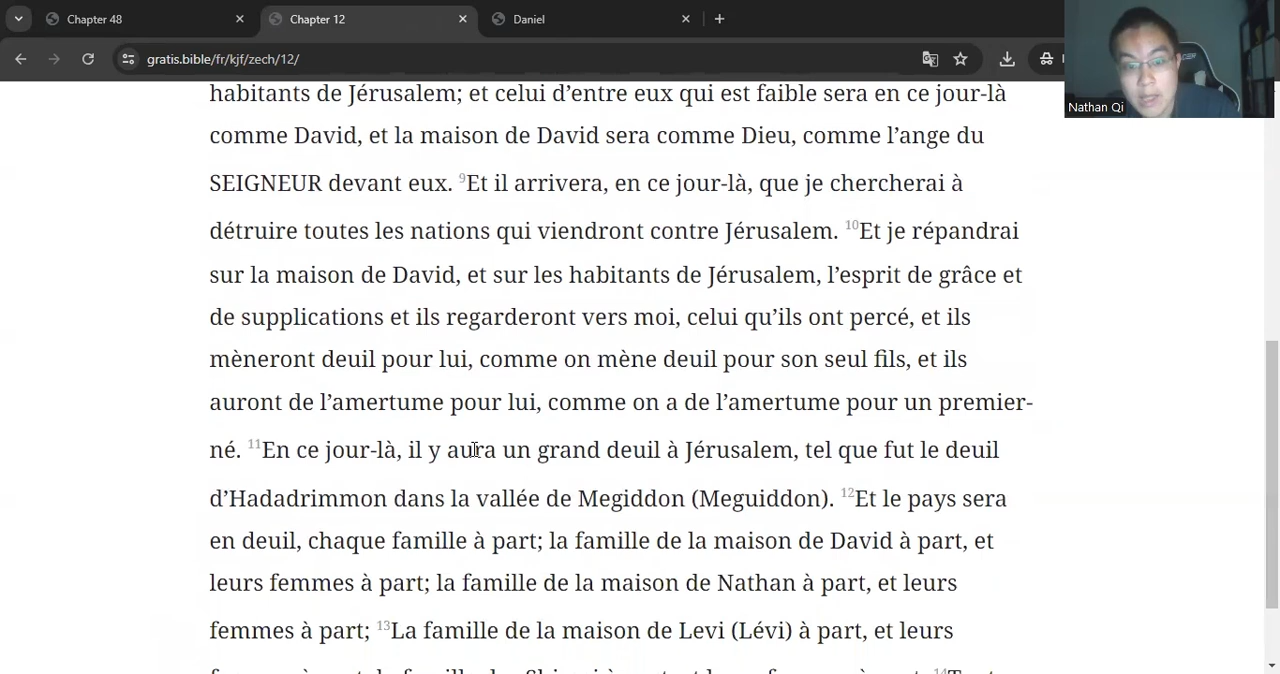 Chapter 48
Chapter 12
Daniel
gratis.bible/fr/kjf/zech/12/
Nathan Qi
habitants de Jérusalem; et celui d’entre eux qui est faible sera en ce jour-là
comme David, et la maison de David sera comme Dieu, comme l’ange du
SEIGNEUR devant eux. 9Et il arrivera, en ce jour-là, que je chercherai à
détruire toutes les nations qui viendront contre Jérusalem. 10Et je répandrai
sur la maison de David, et sur les habitants de Jérusalem, l’esprit de grâce et
de supplications et ils regarderont vers moi, celui qu’ils ont percé, et ils
mèneront deuil pour lui, comme on mène deuil pour son seul fils, et ils
auront de l’amertume pour lui, comme on a de l’amertume pour un premier-
né. 11En ce jour-là, il y aura un grand deuil à Jérusalem, tel que fut le deuil
d’Hadadrimmon dans la vallée de Megiddon (Meguiddon). 12Et le pays sera
en deuil, chaque famille à part; la famille de la maison de David à part, et
leurs femmes à part; la famille de la maison de Nathan à part, et leurs
femmes à part; 13La famille de la maison de Levi (Lévi) à part, et leurs